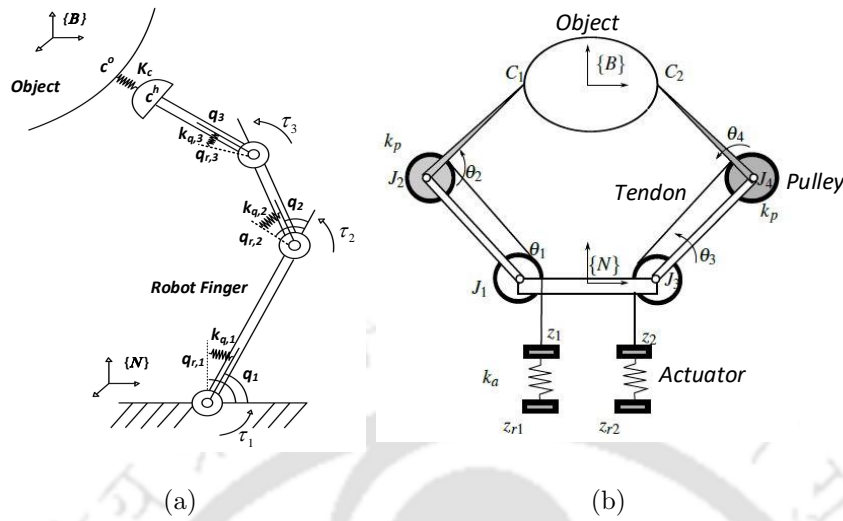 {B}
c^o
K_c
Object
c^h
q_3
τ_3
k_{q,3}
q_{r,3}
k_{q,2}
q_2
q_{r,2}
τ_2
Robot Finger
k_{q,1}
q_{r,1}
{N}
q_1
τ_1
(a)
Object
C_1
{B}
C_2
k_p
θ_4
J_2
θ_2
J_4
Pulley
Tendon
k_p
θ_1
{N}
θ_3
J_1
J_3
z_1
z_2
k_a
Actuator
z_{r1}
z_{r2}
(b)